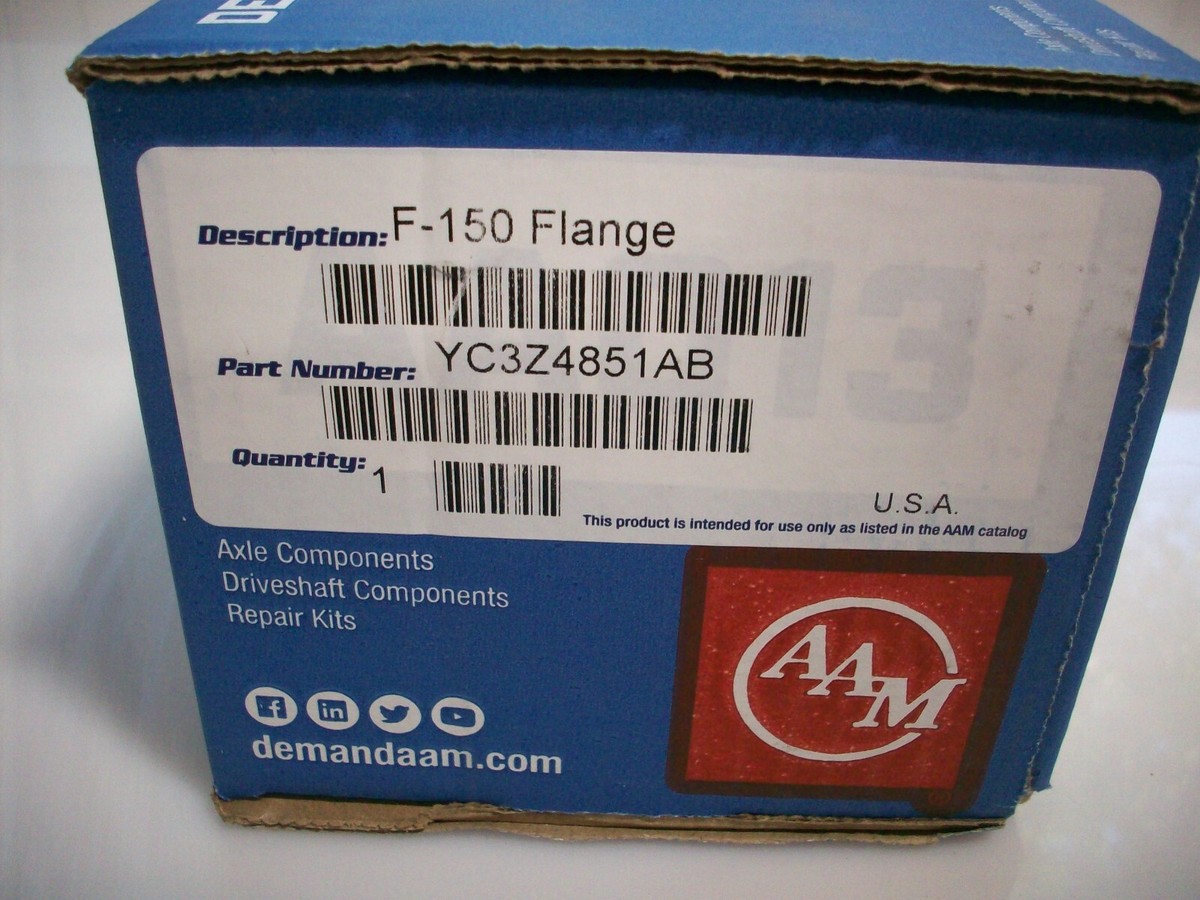 DE
Description: F-150 Flange
Part Number: YC3Z4851AB
Quantity: 1
U.S.A.
This product is intended for use only as listed in the AAM catalog
Axle Components
Driveshaft Components
Repair Kits
AAM
demandaam.com